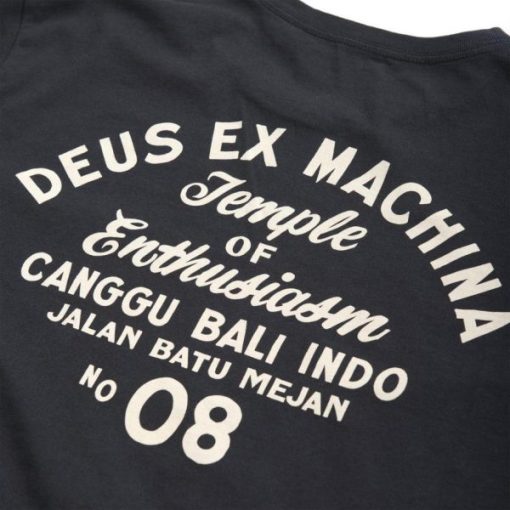 DEUS EX MACHINA
Temple
OF
Enthusiasm
CANGGU BALI INDO
JALAN BATU MEJAN
No 08